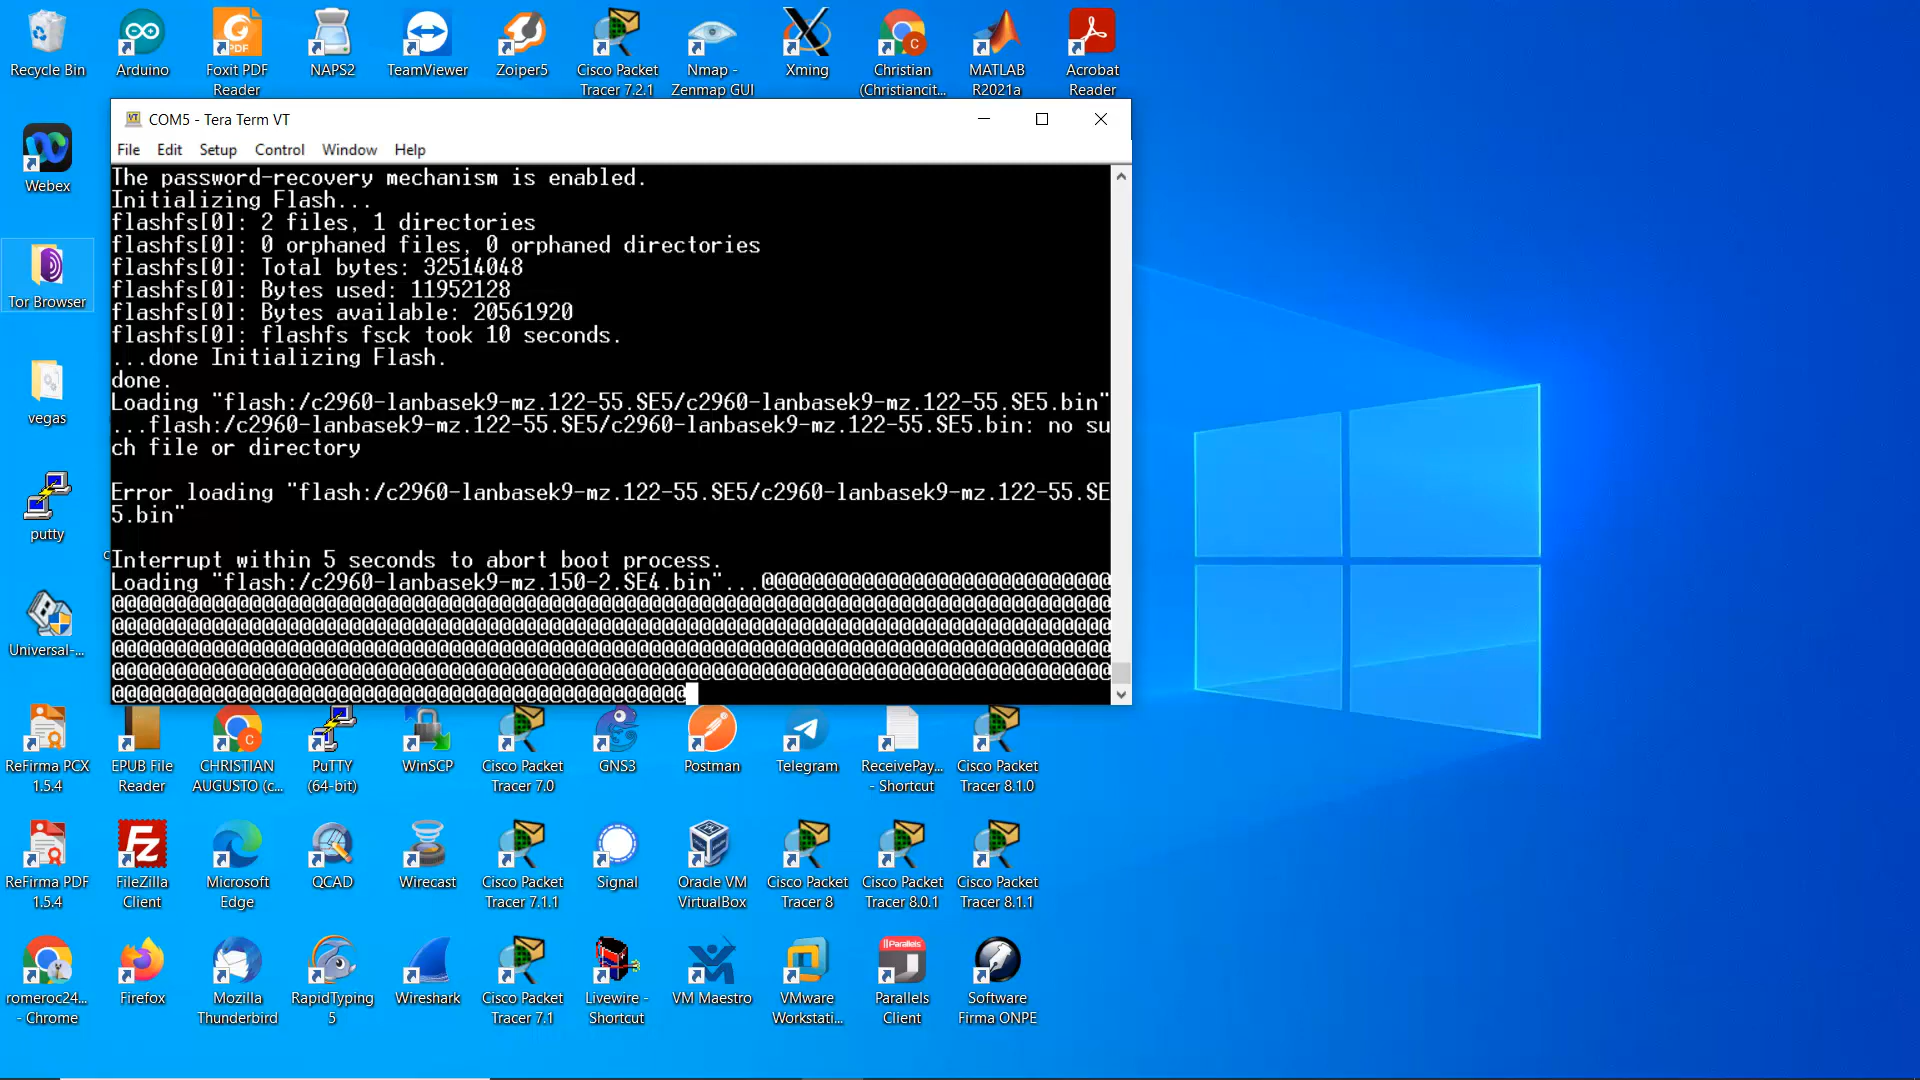 Recycle Bin
Arduino
Foxit PDF
Reader
NAPS2
TeamViewer
Zoiper5
Cisco Packet
Tracer 7.2.1
Nmap -
Zenmap GUI
Xming
Christian
(Christiancit...
MATLAB
R2021a
Acrobat
Reader
Webex
Tor Browser
vegas
putty
Universal-...
COM5 - Tera Term VT
File Edit Setup Control Window Help
The password-recovery mechanism is enabled.
Initializing Flash...
flashfs[0]: 2 files, 1 directories
flashfs[0]: 0 orphaned files, 0 orphaned directories
flashfs[0]: Total bytes: 32514048
flashfs[0]: Bytes used: 11952128
flashfs[0]: Bytes available: 20561920
flashfs[0]: flashfs fsck took 10 seconds.
...done Initializing Flash.
done.
Loading "flash:/c2960-lanbasek9-mz.122-55.SE5/c2960-lanbasek9-mz.122-55.SE5.bin"
...flash:/c2960-lanbasek9-mz.122-55.SE5/c2960-lanbasek9-mz.122-55.SE5.bin: no su
ch file or directory
Error loading "flash:/c2960-lanbasek9-mz.122-55.SE5/c2960-lanbasek9-mz.122-55.SE
5.bin"
Interrupt within 5 seconds to abort boot process.
Loading "flash:/c2960-lanbasek9-mz.150-2.SE4.bin"...@@@@@@@@@@@@@@@@@@@@@@@@@@@@
@@@@@@@@@@@@@@@@@@@@@@@@@@@@@@@@@@@@@@@@@@@@@@@@@@@@@@@@@@@@@@@@@@@@@@@@@@@@@@@@
@@@@@@@@@@@@@@@@@@@@@@@@@@@@@@@@@@@@@@@@@@@@@@@@@@@@@@@@@@@@@@@@@@@@@@@@@@@@@@@@
@@@@@@@@@@@@@@@@@@@@@@@@@@@@@@@@@@@@@@@@@@@@@@@@@@@@@@@@@@@@@@@@@@@@@@@@@@@@@@@@
@@@@@@@@@@@@@@@@@@@@@@@@@@@@@@@@@@@@@@@@@@@@@@@@@@@@@@@@@@@@@@@@@@@@@@@@@@@@@@@@
@@@@@@@@@@@@@@@@@@@@@@@@@@@@@@@@@@@@@@@@@@@@@@
ReFirma PCX
1.5.4
EPUB File
Reader
CHRISTIAN
AUGUSTO (c...
PuTTY
(64-bit)
WinSCP
Cisco Packet
Tracer 7.0
GNS3
Postman
Telegram
ReceivePay...
- Shortcut
Cisco Packet
Tracer 8.1.0
ReFirma PDF
1.5.4
FileZilla
Client
Microsoft
Edge
QCAD
Wirecast
Cisco Packet
Tracer 7.1.1
Signal
Oracle VM
VirtualBox
Cisco Packet
Tracer 8
Cisco Packet
Tracer 8.0.1
Cisco Packet
Tracer 8.1.1
romeroc24...
- Chrome
Firefox
Mozilla
Thunderbird
RapidTyping
5
Wireshark
Cisco Packet
Tracer 7.1
Livewire -
Shortcut
VM Maestro
VMware
Workstati...
Parallels
Client
Software
Firma ONPE